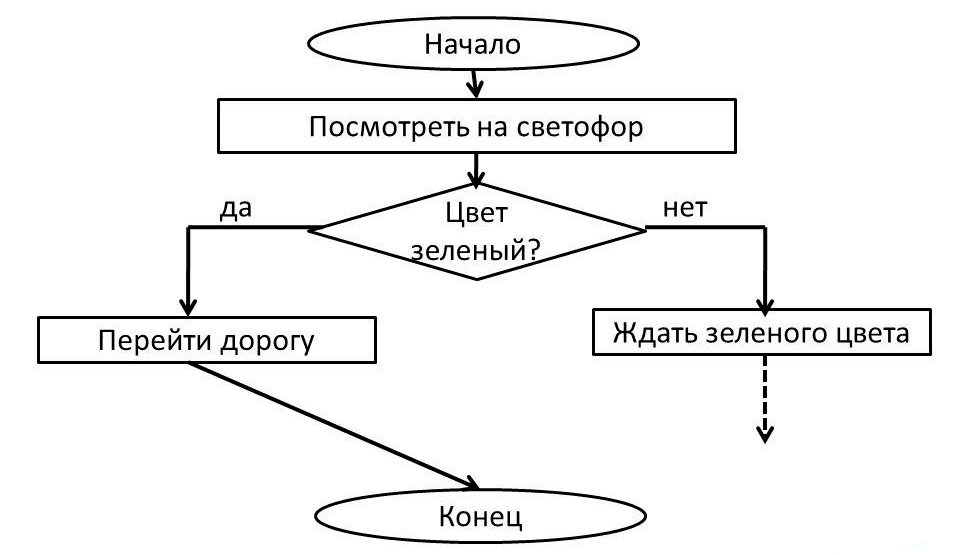 Начало
Посмотреть на светофор
да
Цвет
зеленый?
нет
Перейти дорогу
Ждать зеленого цвета
Конец